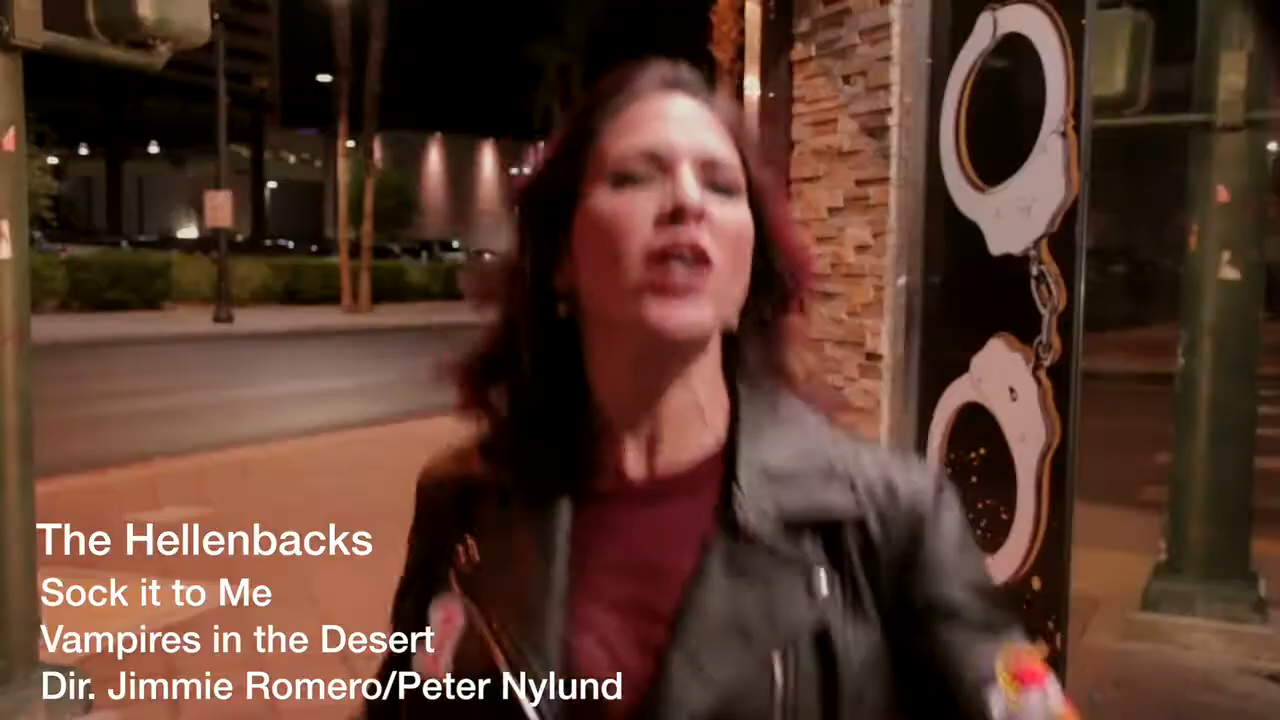 The Hellenbacks
Sock it to Me
Vampires in the Desert
Dir. Jimmie Romero/Peter Nylund